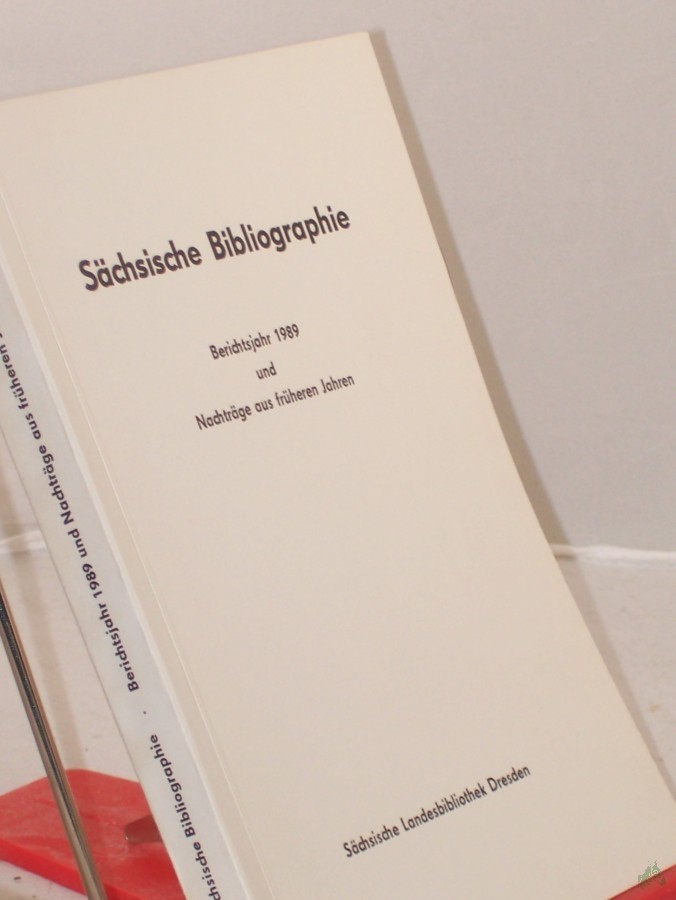 Sächsische Bibliographie
Berichtsjahr 1989
und
Nachträge aus früheren Jahren
Sächsische Landesbibliothek Dresden
chsische Bibliographie · Berichtsjahr 1989 und Nachträge aus früheren